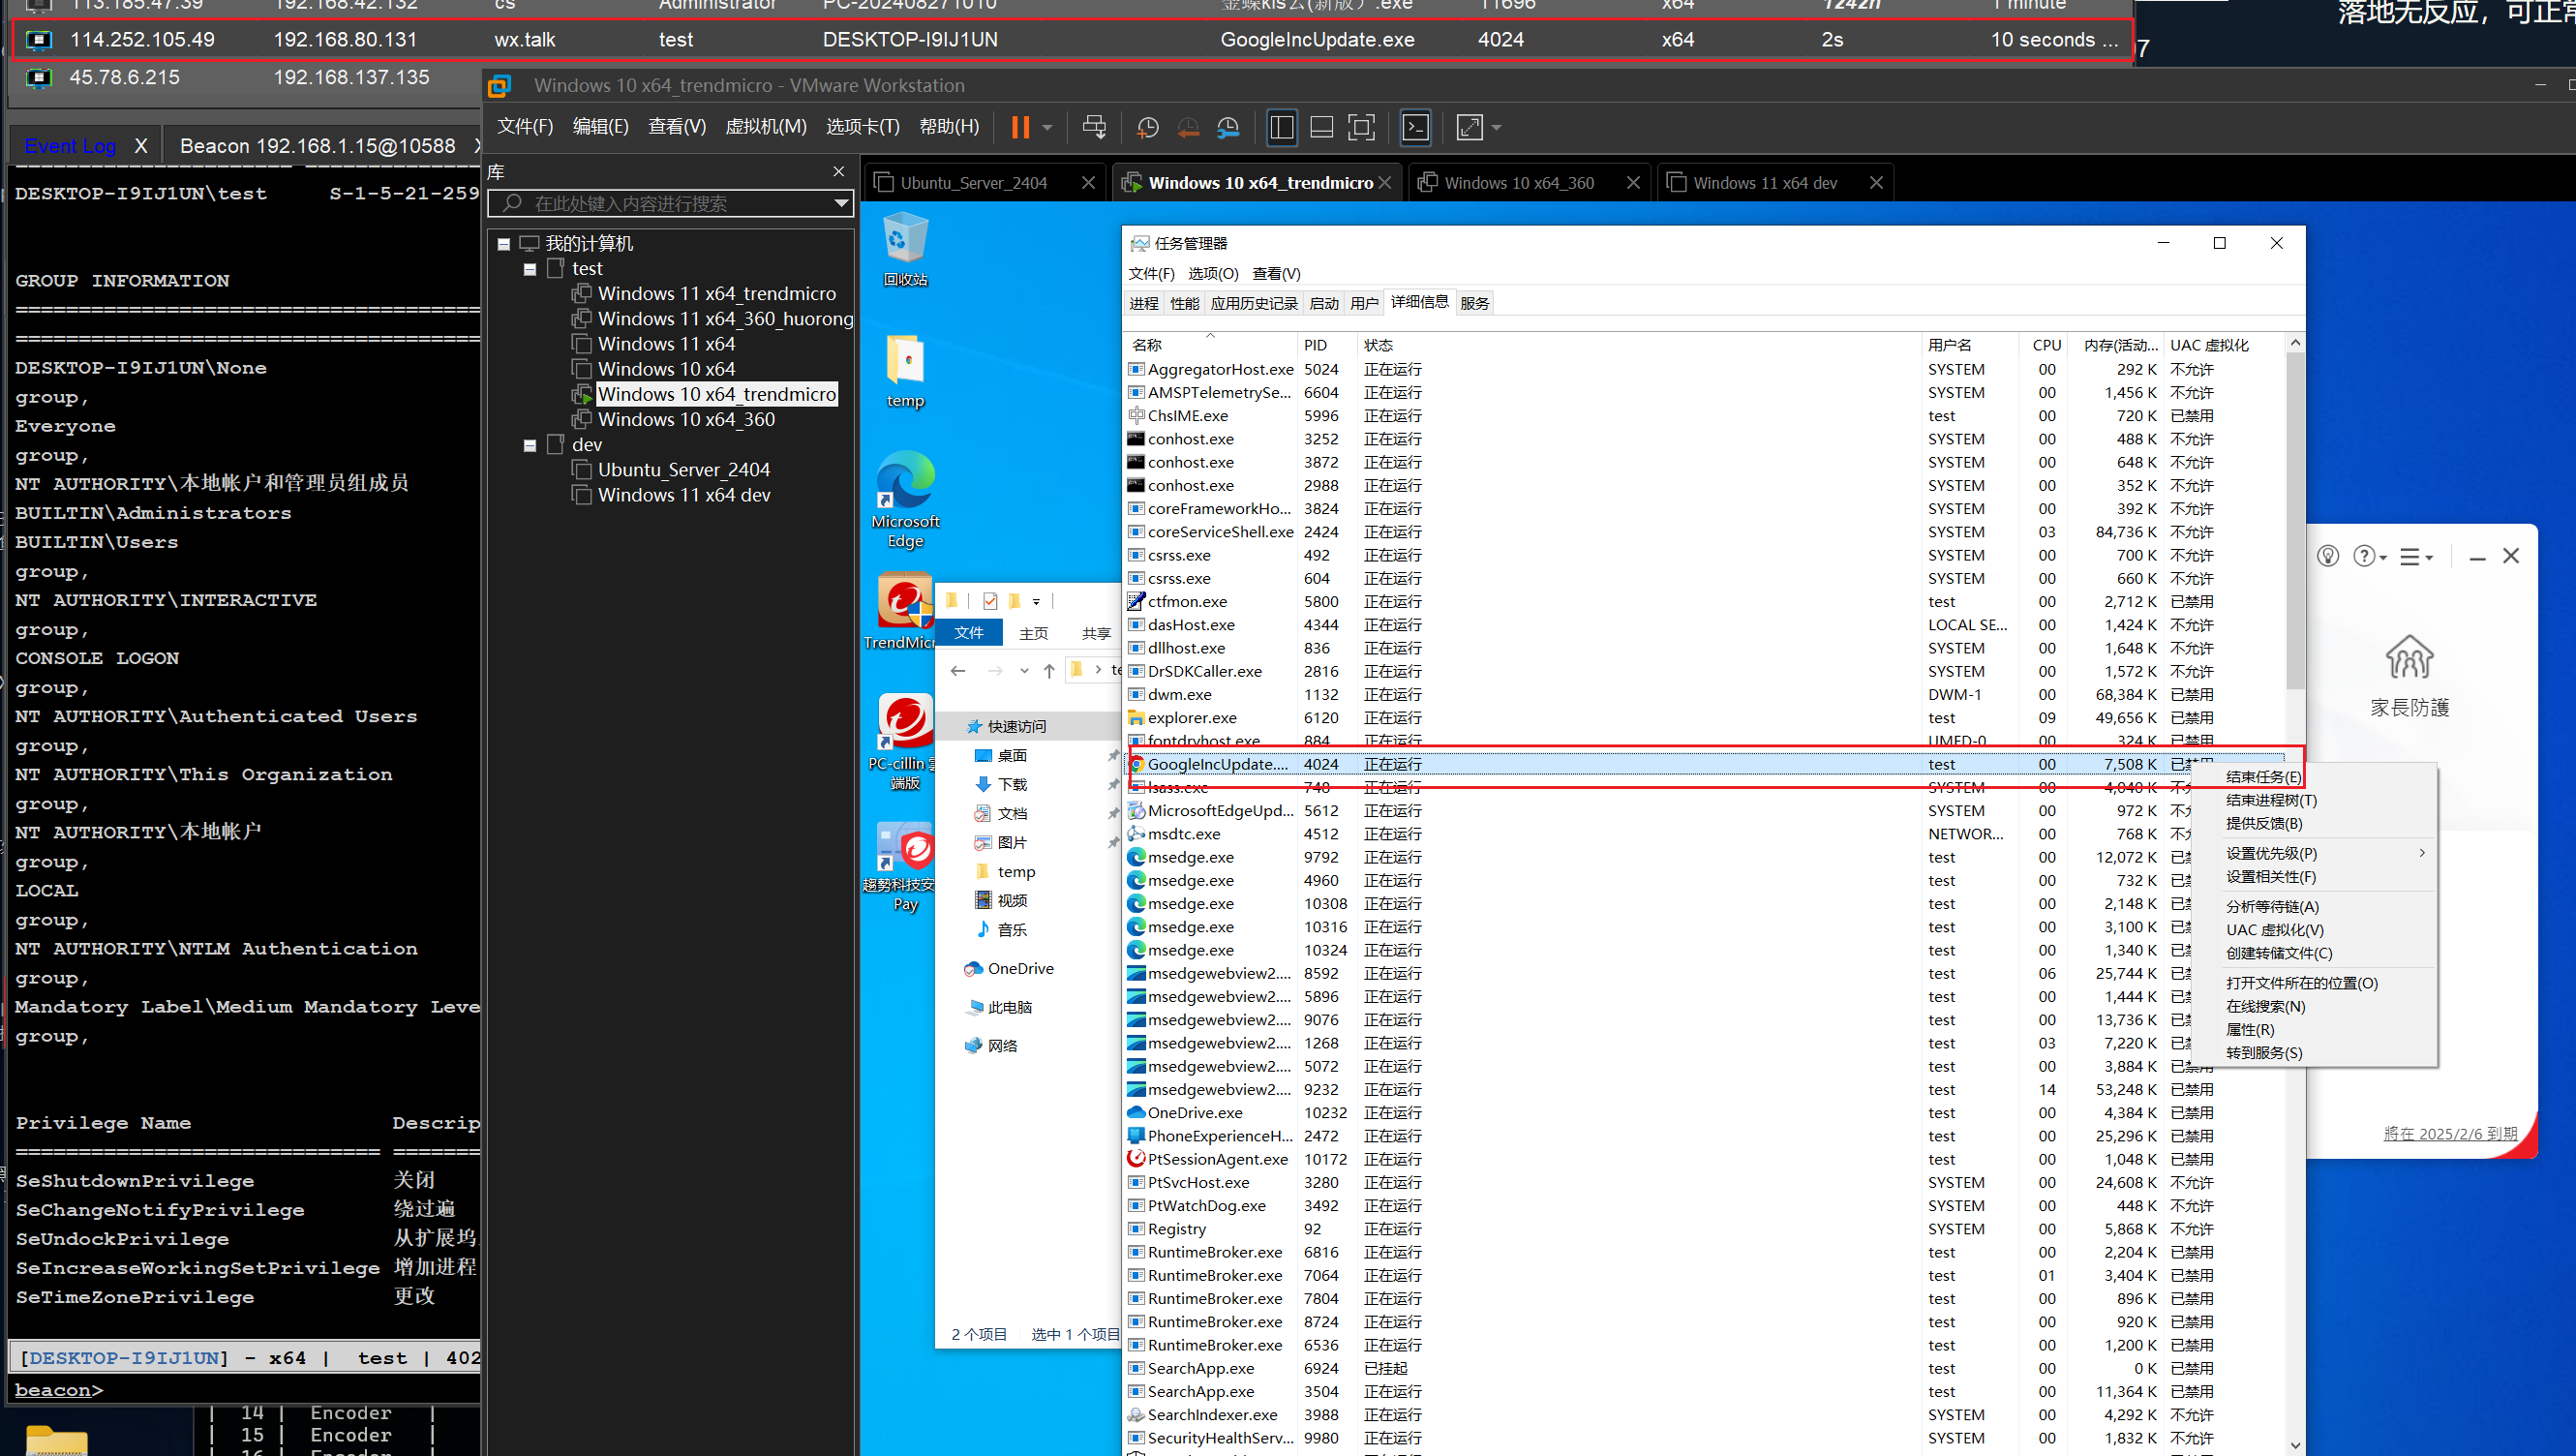 113.185.47.39 192.168.42.132 cs Administrator PC-202408271010 金蝶kis云(新版）.exe 11696 x64 1242h 1 minute
落地无反应，可正常
114.252.105.49 192.168.80.131 wx.talk test DESKTOP-I9IJ1UN GoogleIncUpdate.exe 4024 x64 2s 10 seconds ...
45.78.6.215 192.168.137.135
Windows 10 x64_trendmicro - VMware Workstation
文件(F) 编辑(E) 查看(V) 虚拟机(M) 选项卡(T) 帮助(H)
Event Log X Beacon 192.168.1.15@10588 X
DESKTOP-I9IJ1UN\test S-1-5-21-259
GROUP INFORMATION
DESKTOP-I9IJ1UN\None
group,
Everyone
group,
NT AUTHORITY\本地帐户和管理员组成员
BUILTIN\Administrators
BUILTIN\Users
group,
NT AUTHORITY\INTERACTIVE
group,
CONSOLE LOGON
group,
NT AUTHORITY\Authenticated Users
group,
NT AUTHORITY\This Organization
group,
NT AUTHORITY\本地帐户
group,
LOCAL
group,
NT AUTHORITY\NTLM Authentication
group,
Mandatory Label\Medium Mandatory Leve
group,
Privilege Name Descrip
============================ =======
SeShutdownPrivilege 关闭
SeChangeNotifyPrivilege 绕过遍
SeUndockPrivilege 从扩展坞
SeIncreaseWorkingSetPrivilege 增加进程
SeTimeZonePrivilege 更改
[DESKTOP-I9IJ1UN] - x64 | test | 402
beacon>
| 14 | Encoder |
| 15 | Encoder |
库
在此处键入内容进行搜索
我的计算机
test
Windows 11 x64_trendmicro
Windows 11 x64_360_huorong
Windows 11 x64
Windows 10 x64
Windows 10 x64_trendmicro
Windows 10 x64_360
dev
Ubuntu_Server_2404
Windows 11 x64 dev
Ubuntu_Server_2404 Windows 10 x64_trendmicro Windows 10 x64_360 Windows 11 x64 dev
回收站
temp
Microsoft
Edge
TrendMicr
PC-cillin 雲
端版
趨勢科技安
Pay
文件 主页 共享
快速访问
桌面
下载
文档
图片
temp
视频
音乐
OneDrive
此电脑
网络
2 个项目 选中 1 个项目
任务管理器
文件(F) 选项(O) 查看(V)
进程 性能 应用历史记录 启动 用户 详细信息 服务
名称 PID 状态 用户名 CPU 内存(活动... UAC 虚拟化
AggregatorHost.exe 5024 正在运行 SYSTEM 00 292 K 不允许
AMSPTelemetrySe... 6604 正在运行 SYSTEM 00 1,456 K 不允许
ChsIME.exe 5996 正在运行 test 00 720 K 已禁用
conhost.exe 3252 正在运行 SYSTEM 00 488 K 不允许
conhost.exe 3872 正在运行 SYSTEM 00 648 K 不允许
conhost.exe 2988 正在运行 SYSTEM 00 352 K 不允许
coreFrameworkHo... 3824 正在运行 SYSTEM 00 392 K 不允许
coreServiceShell.exe 2424 正在运行 SYSTEM 03 84,736 K 不允许
csrss.exe 492 正在运行 SYSTEM 00 700 K 不允许
csrss.exe 604 正在运行 SYSTEM 00 660 K 不允许
ctfmon.exe 5800 正在运行 test 00 2,712 K 已禁用
dasHost.exe 4344 正在运行 LOCAL SE... 00 1,424 K 不允许
dllhost.exe 836 正在运行 SYSTEM 00 1,648 K 不允许
DrSDKCaller.exe 2816 正在运行 SYSTEM 00 1,572 K 不允许
dwm.exe 1132 正在运行 DWM-1 00 68,384 K 已禁用
explorer.exe 6120 正在运行 test 09 49,656 K 已禁用
fontdrvhost.exe 884 正在运行 UMFD-0 00 324 K 已禁用
GoogleIncUpdate.... 4024 正在运行 test 00 7,508 K 已禁用
lsass.exe 748 正在运行 SYSTEM 00 4,040 K 不允
MicrosoftEdgeUpd... 5612 正在运行 SYSTEM 00 972 K 不
msdtc.exe 4512 正在运行 NETWOR... 00 768 K 不
msedge.exe 9792 正在运行 test 00 12,072 K 已
msedge.exe 4960 正在运行 test 00 732 K 已
msedge.exe 10308 正在运行 test 00 2,148 K 已
msedge.exe 10316 正在运行 test 00 3,100 K 已
msedge.exe 10324 正在运行 test 00 1,340 K 已
msedgewebview2.... 8592 正在运行 test 06 25,744 K 已
msedgewebview2.... 5896 正在运行 test 00 1,444 K 已
msedgewebview2.... 9076 正在运行 test 00 13,736 K 已
msedgewebview2.... 1268 正在运行 test 03 7,220 K 已
msedgewebview2.... 5072 正在运行 test 00 3,884 K 已禁用
msedgewebview2.... 9232 正在运行 test 14 53,248 K 已禁用
OneDrive.exe 10232 正在运行 test 00 4,384 K 已禁用
PhoneExperienceH... 2472 正在运行 test 00 25,296 K 已禁用
PtSessionAgent.exe 10172 正在运行 test 00 1,048 K 已禁用
PtSvcHost.exe 3280 正在运行 SYSTEM 00 24,608 K 不允许
PtWatchDog.exe 3492 正在运行 SYSTEM 00 448 K 不允许
Registry 92 正在运行 SYSTEM 00 5,868 K 不允许
RuntimeBroker.exe 6816 正在运行 test 00 2,204 K 已禁用
RuntimeBroker.exe 7064 正在运行 test 01 3,404 K 已禁用
RuntimeBroker.exe 7804 正在运行 test 00 896 K 已禁用
RuntimeBroker.exe 8724 正在运行 test 00 920 K 已禁用
RuntimeBroker.exe 6536 正在运行 test 00 1,200 K 已禁用
SearchApp.exe 6924 已挂起 test 00 0 K 已禁用
SearchApp.exe 3504 正在运行 test 00 11,364 K 已禁用
SearchIndexer.exe 3988 正在运行 SYSTEM 00 4,292 K 不允许
SecurityHealthServ... 9980 正在运行 SYSTEM 00 1,832 K 不允许
结束任务(E)
结束进程树(T)
提供反馈(B)
设置优先级(P)
设置相关性(F)
分析等待链(A)
UAC 虚拟化(V)
创建转储文件(C)
打开文件所在的位置(O)
在线搜索(N)
属性(R)
转到服务(S)
家長防護
將在 2025/2/6 到期